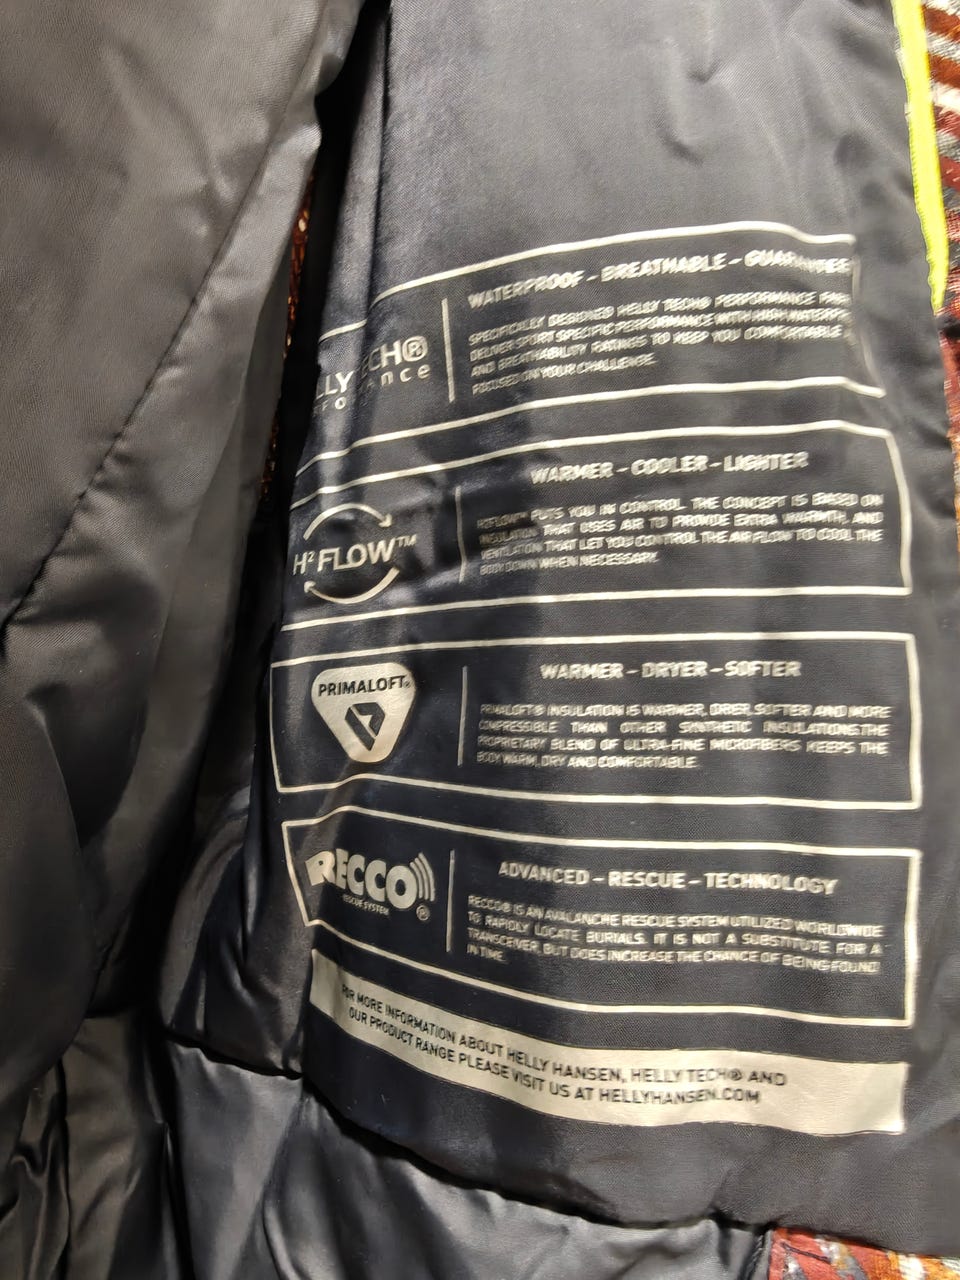 WATERPROOF - BREATHABLE - GUARANTEE
SPECIFICALLY DESIGNED HELLY TECH® PERFORMANCE
DELIVER SPORT SPECIFIC PERFORMANCE WITH HIGH WATERP
AND BREATHABILITY RATINGS TO KEEP YOU COMFORTABLE
FOCUSED ON YOUR CHALLENGE.
LLY TECH®
WARMER - COOLER - LIGHTER
H² FLOW™
H²FLOW™ PUTS YOU IN CONTROL. THE CONCEPT IS BASED ON
INSULATION THAT USES AIR TO PROVIDE EXTRA WARMTH, AND
VENTILATION THAT LET YOU CONTROL THE AIR FLOW TO COOL THE
BODY DOWN WHEN NECESSARY.
PRIMALOFT®
WARMER - DRYER - SOFTER
PRIMALOFT® INSULATION IS WARMER, DRIER, SOFTER AND MORE
COMPRESSIBLE THAN OTHER SYNTHETIC INSULATIONS.THE
PROPRIETARY BLEND OF ULTRA-FINE MICROFIBERS KEEPS THE
BODY WARM, DRY AND COMFORTABLE.
RECCO®
RESCUE SYSTEM
ADVANCED - RESCUE - TECHNOLOGY
RECCO® IS AN AVALANCHE RESCUE SYSTEM UTILIZED WORLDWIDE
TO RAPIDLY LOCATE BURIALS. IT IS NOT A SUBSTITUTE FOR A
TRANSCEIVER, BUT DOES INCREASE THE CHANCE OF BEING FOUND
IN TIME.
FOR MORE INFORMATION ABOUT HELLY HANSEN, HELLY TECH® AND
OUR PRODUCT RANGE PLEASE VISIT US AT HELLYHANSEN.COM